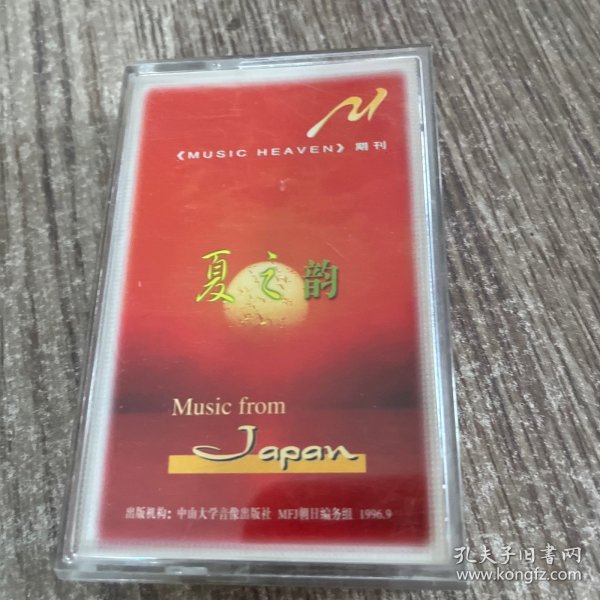 《MUSIC HEAVEN》 期刊
夏之韵
Music from
Japan
出版机构：中山大学音像出版社 MFJ朝日编务组 1996.9
孔夫子旧书网
www.kongfz.com